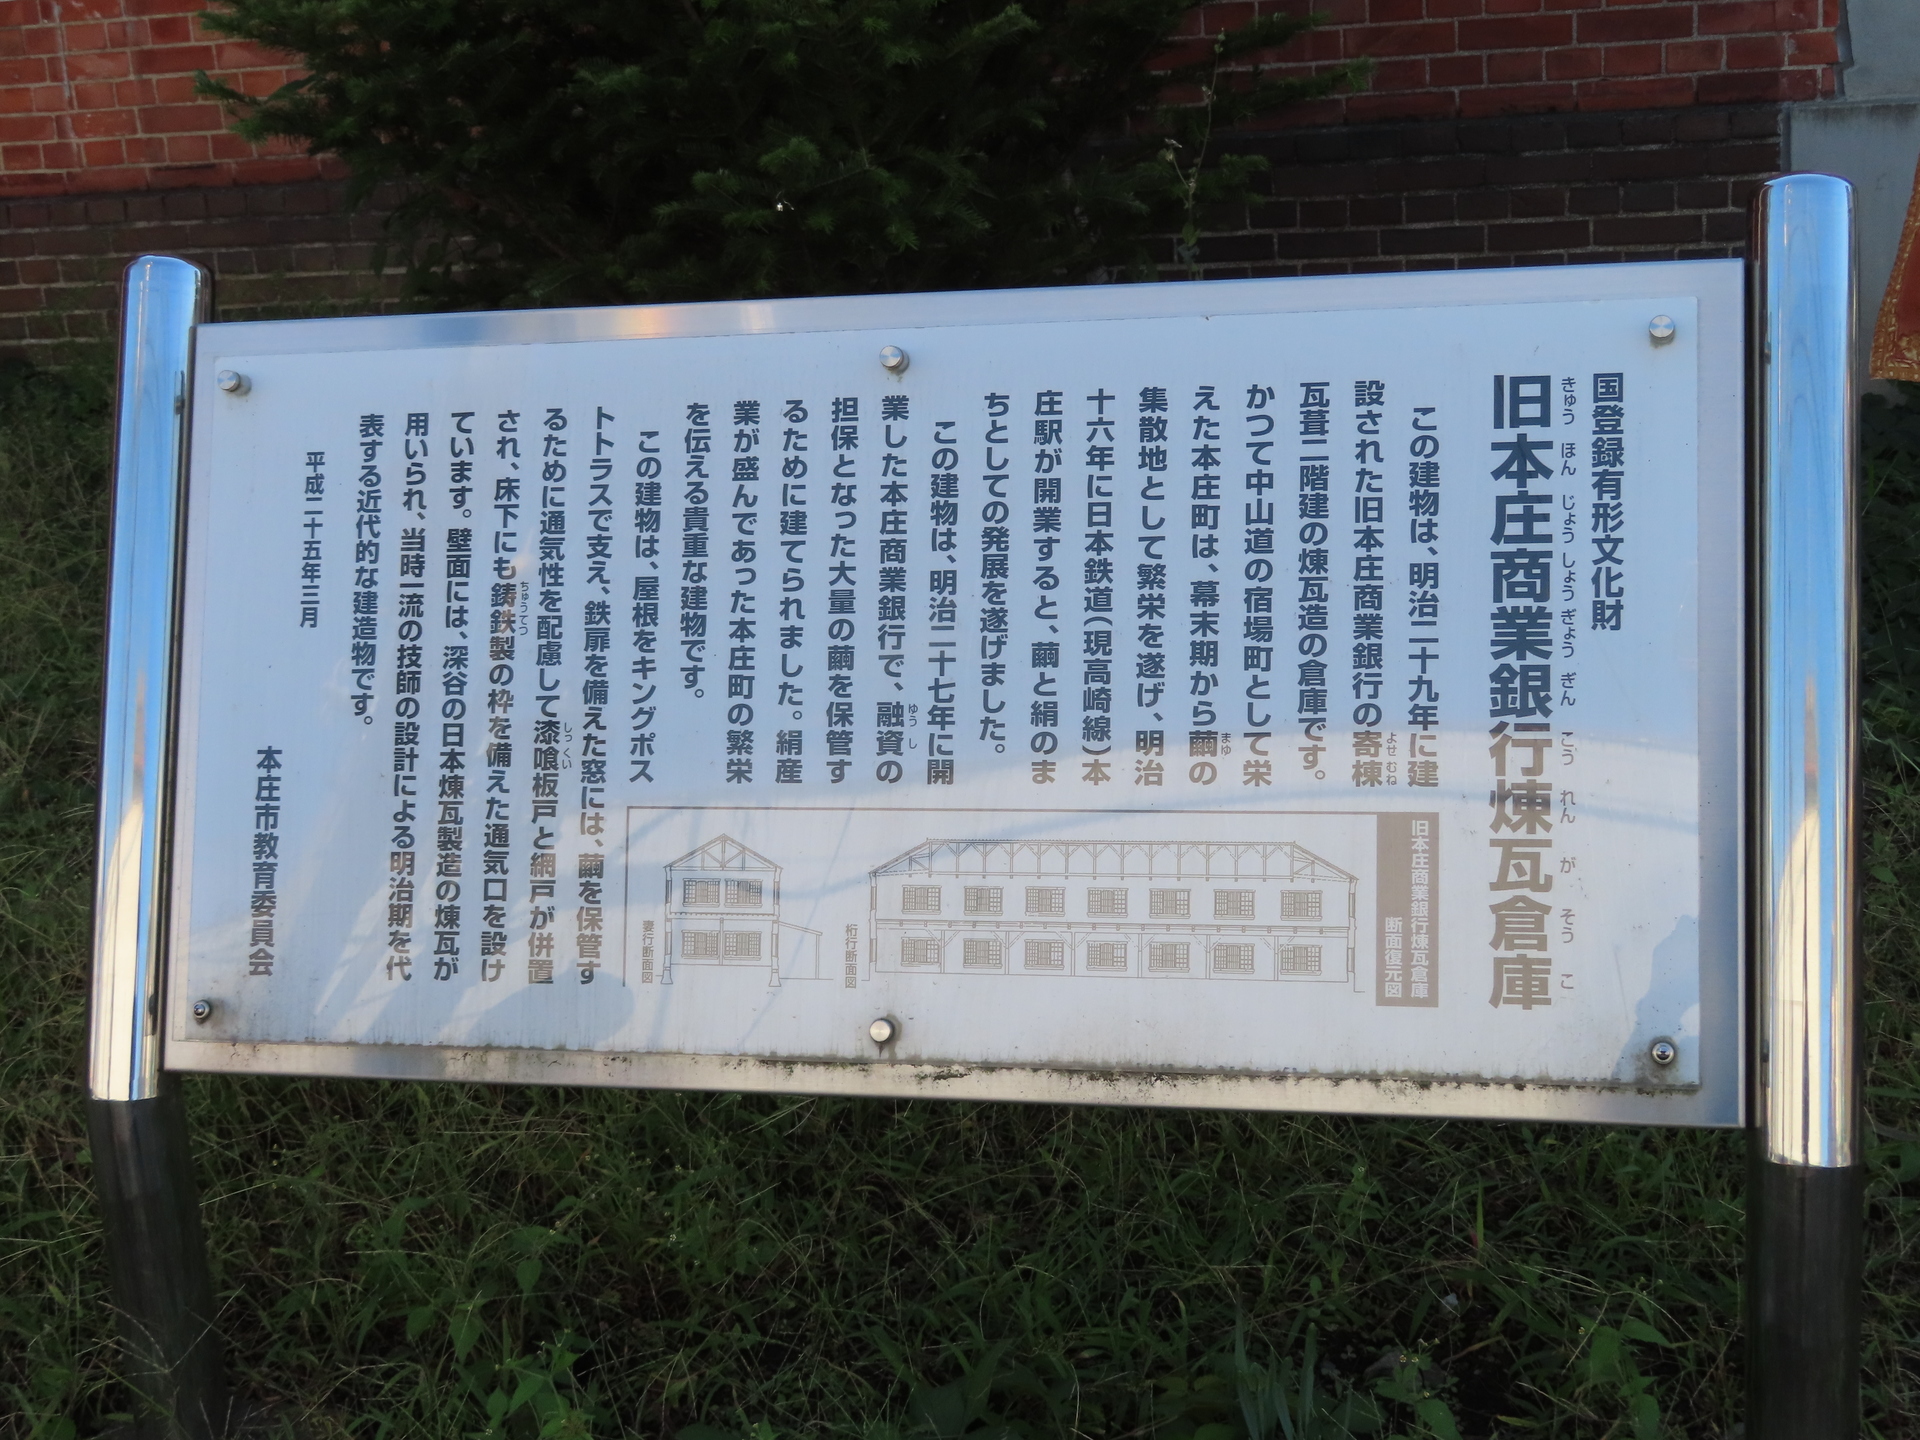 国登録有形文化財
きゅう ほん じょう しょう ぎょう ぎん こう れん が そう こ
旧本庄商業銀行煉瓦倉庫
この建物は、明治二十九年に建
よせむね
設された旧本庄商業銀行の寄棟
瓦葺二階建の煉瓦造の倉庫です。
かつて中山道の宿場町として栄
まゆ
えた本庄町は、幕末期から繭の
集散地として繁栄を遂げ、明治
十六年に日本鉄道(現高崎線)本
庄駅が開業すると、繭と絹のま
ちとしての発展を遂げました。
この建物は、明治二十七年に開
ゆうし
業した本庄商業銀行で、融資の
担保となった大量の繭を保管す
るために建てられました。絹産
業が盛んであった本庄町の繁栄
を伝える貴重な建物です。
この建物は、屋根をキングポス
トトラスで支え、鉄扉を備えた窓には、繭を保管す
しっくい
るために通気性を配慮して漆喰板戸と網戸が併置
ちゅうてつ
され、床下にも鋳鉄製の枠を備えた通気口を設け
ています。壁面には、深谷の日本煉瓦製造の煉瓦が
用いられ、当時一流の技師の設計による明治期を代
表する近代的な建造物です。
平成二十五年三月
本庄市教育委員会
旧本庄商業銀行煉瓦倉庫
断面復元図
桁行断面図
妻行断面図